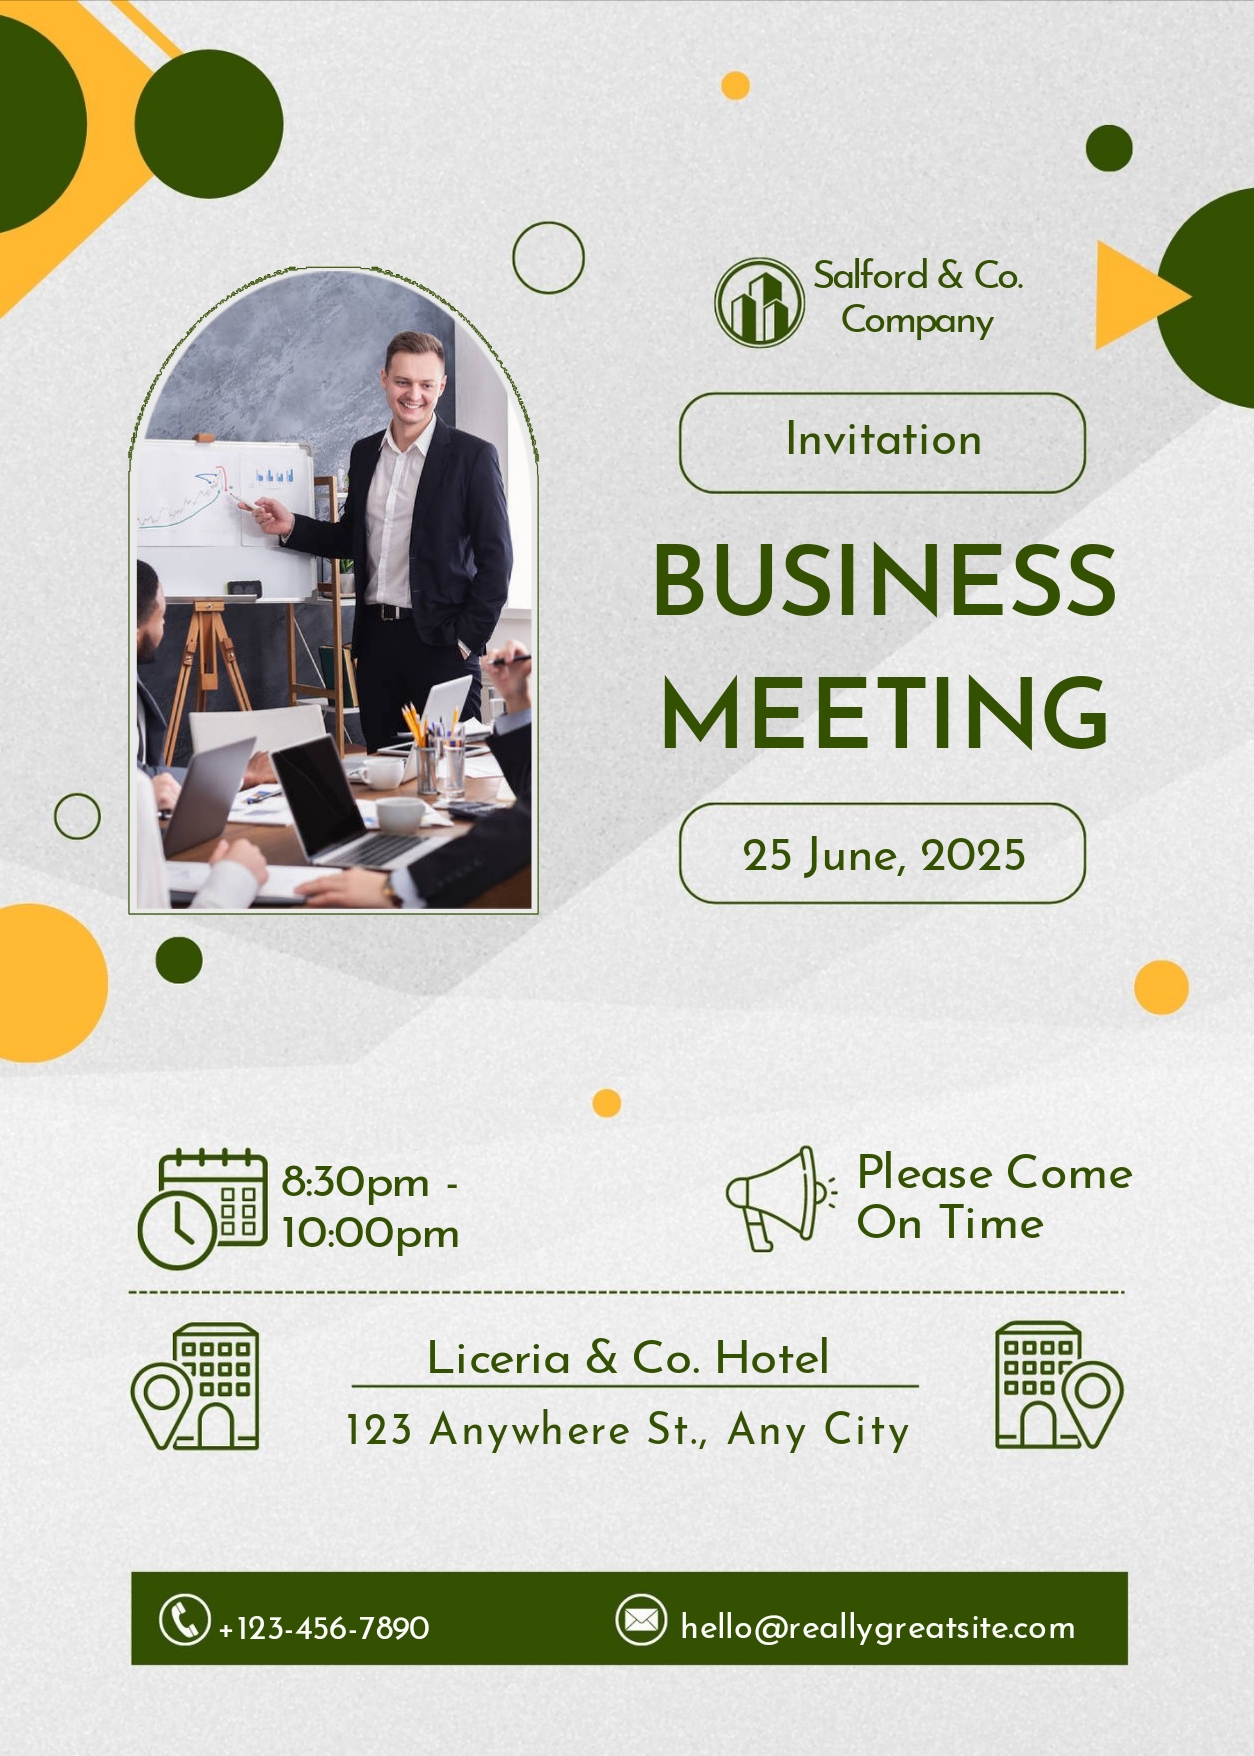 Salford & Co.
Company
Invitation
BUSINESS
MEETING
25 June, 2025
8:30pm -
10:00pm
Please Come
On Time
Liceria & Co. Hotel
123 Anywhere St., Any City
+123-456-7890
hello@reallygreatsite.com